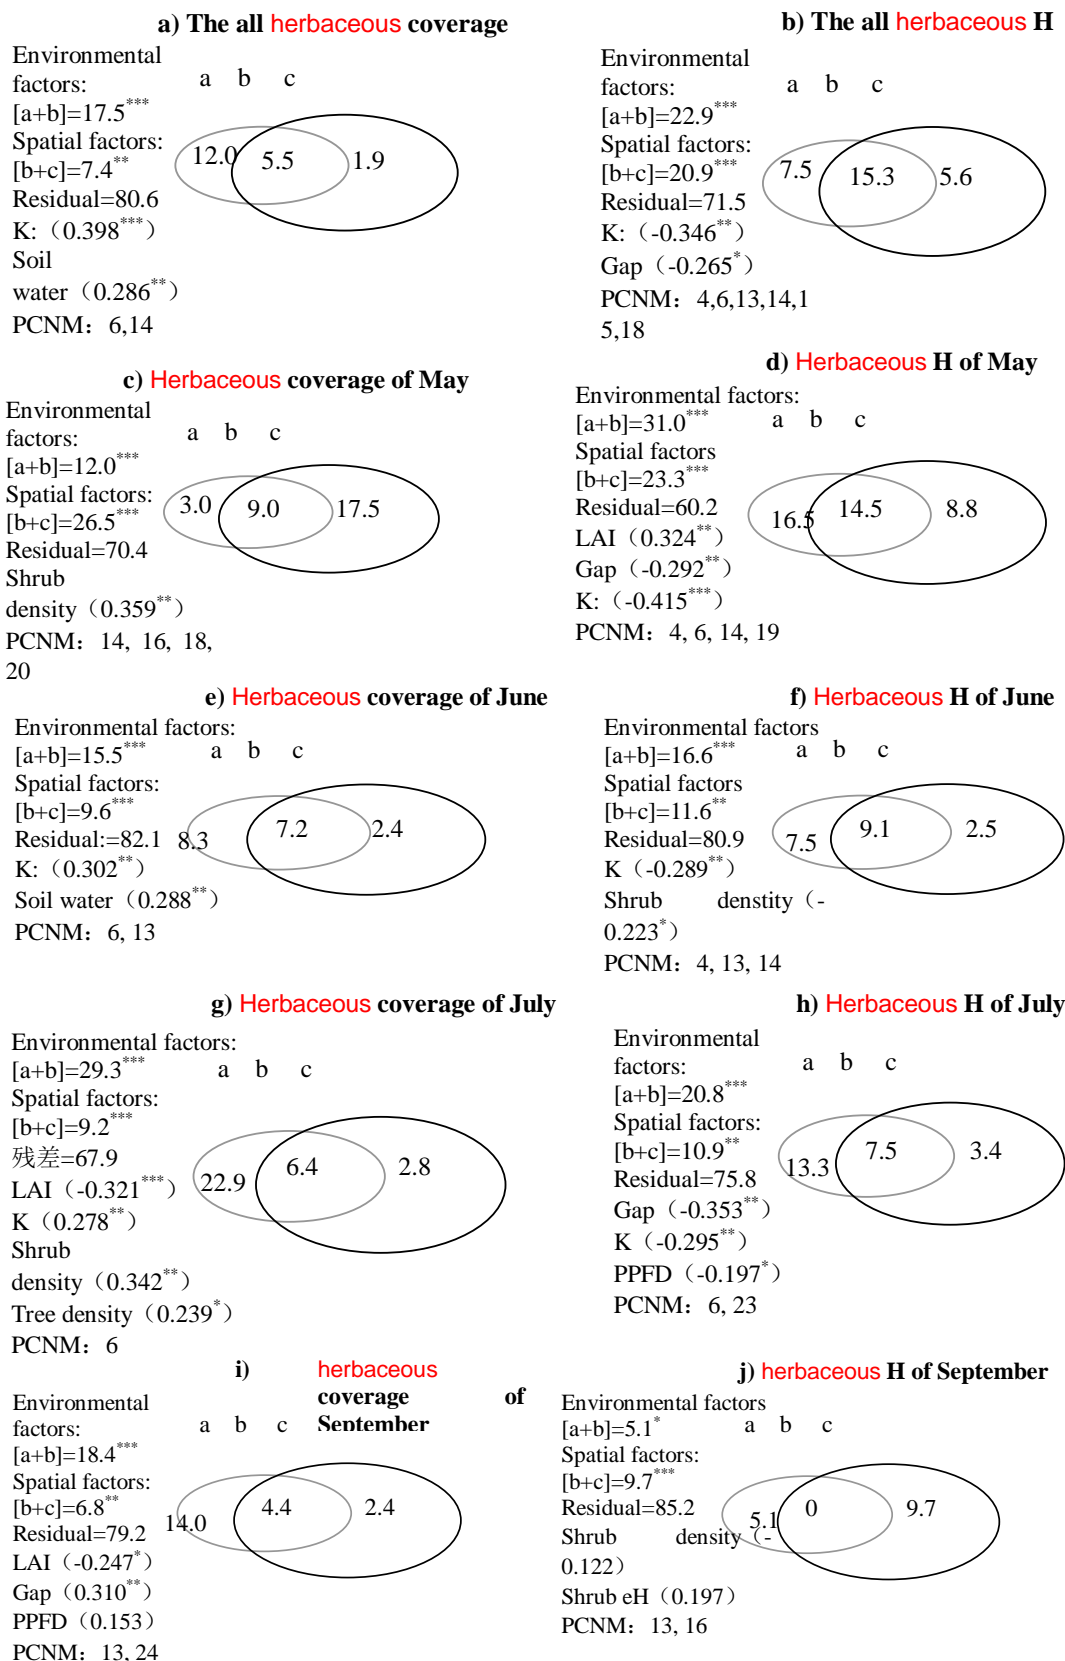 a) The all herbaceous coverage
Environmental
factors:
a b c
[a+b]=17.5***
Spatial factors:
[b+c]=7.4**
12.0 5.5 1.9
Residual=80.6
K:（0.398***）
Soil
water（0.286**）
PCNM：6,14
b) The all herbaceous H
Environmental
factors:
a b c
[a+b]=22.9***
Spatial factors:
[b+c]=20.9***
7.5 15.3 5.6
Residual=71.5
K:（-0.346**）
Gap（-0.265*）
PCNM：4,6,13,14,1
5,18
c) Herbaceous coverage of May
Environmental
factors:
a b c
[a+b]=12.0***
Spatial factors:
[b+c]=26.5***
3.0 9.0 17.5
Residual=70.4
Shrub
density（0.359**）
PCNM：14, 16, 18,
20
d) Herbaceous H of May
Environmental factors:
[a+b]=31.0***
a b c
Spatial factors
[b+c]=23.3***
Residual=60.2
16.5 14.5 8.8
LAI（0.324**）
Gap（-0.292**）
K:（-0.415***）
PCNM：4, 6, 14, 19
e) Herbaceous coverage of June
Environmental factors:
[a+b]=15.5***
a b c
Spatial factors:
[b+c]=9.6***
Residual:=82.1
8.3 7.2 2.4
K:（0.302**）
Soil water（0.288**）
PCNM：6, 13
f) Herbaceous H of June
Environmental factors
[a+b]=16.6***
a b c
Spatial factors
[b+c]=11.6**
Residual=80.9
7.5 9.1 2.5
K（-0.289**）
Shrub denstity（-
0.223*）
PCNM：4, 13, 14
g) Herbaceous coverage of July
Environmental factors:
[a+b]=29.3***
a b c
Spatial factors:
[b+c]=9.2***
残差=67.9
22.9 6.4 2.8
LAI（-0.321***）
K（0.278**）
Shrub
density（0.342**）
Tree density（0.239*）
PCNM：6
h) Herbaceous H of July
Environmental
factors:
a b c
[a+b]=20.8***
Spatial factors:
[b+c]=10.9**
13.3 7.5 3.4
Residual=75.8
Gap（-0.353**）
K（-0.295**）
PPFD（-0.197*）
PCNM：6, 23
i) herbaceous
coverage of
September
Environmental
factors:
a b c
[a+b]=18.4***
Spatial factors:
[b+c]=6.8**
14.0 4.4 2.4
Residual=79.2
LAI（-0.247*）
Gap（0.310**）
PPFD（0.153）
PCNM：13, 24
j) herbaceous H of September
Environmental factors
[a+b]=5.1*
a b c
Spatial factors:
[b+c]=9.7***
Residual=85.2
5.1 0 9.7
Shrub density（-
0.122）
Shrub eH（0.197）
PCNM：13, 16